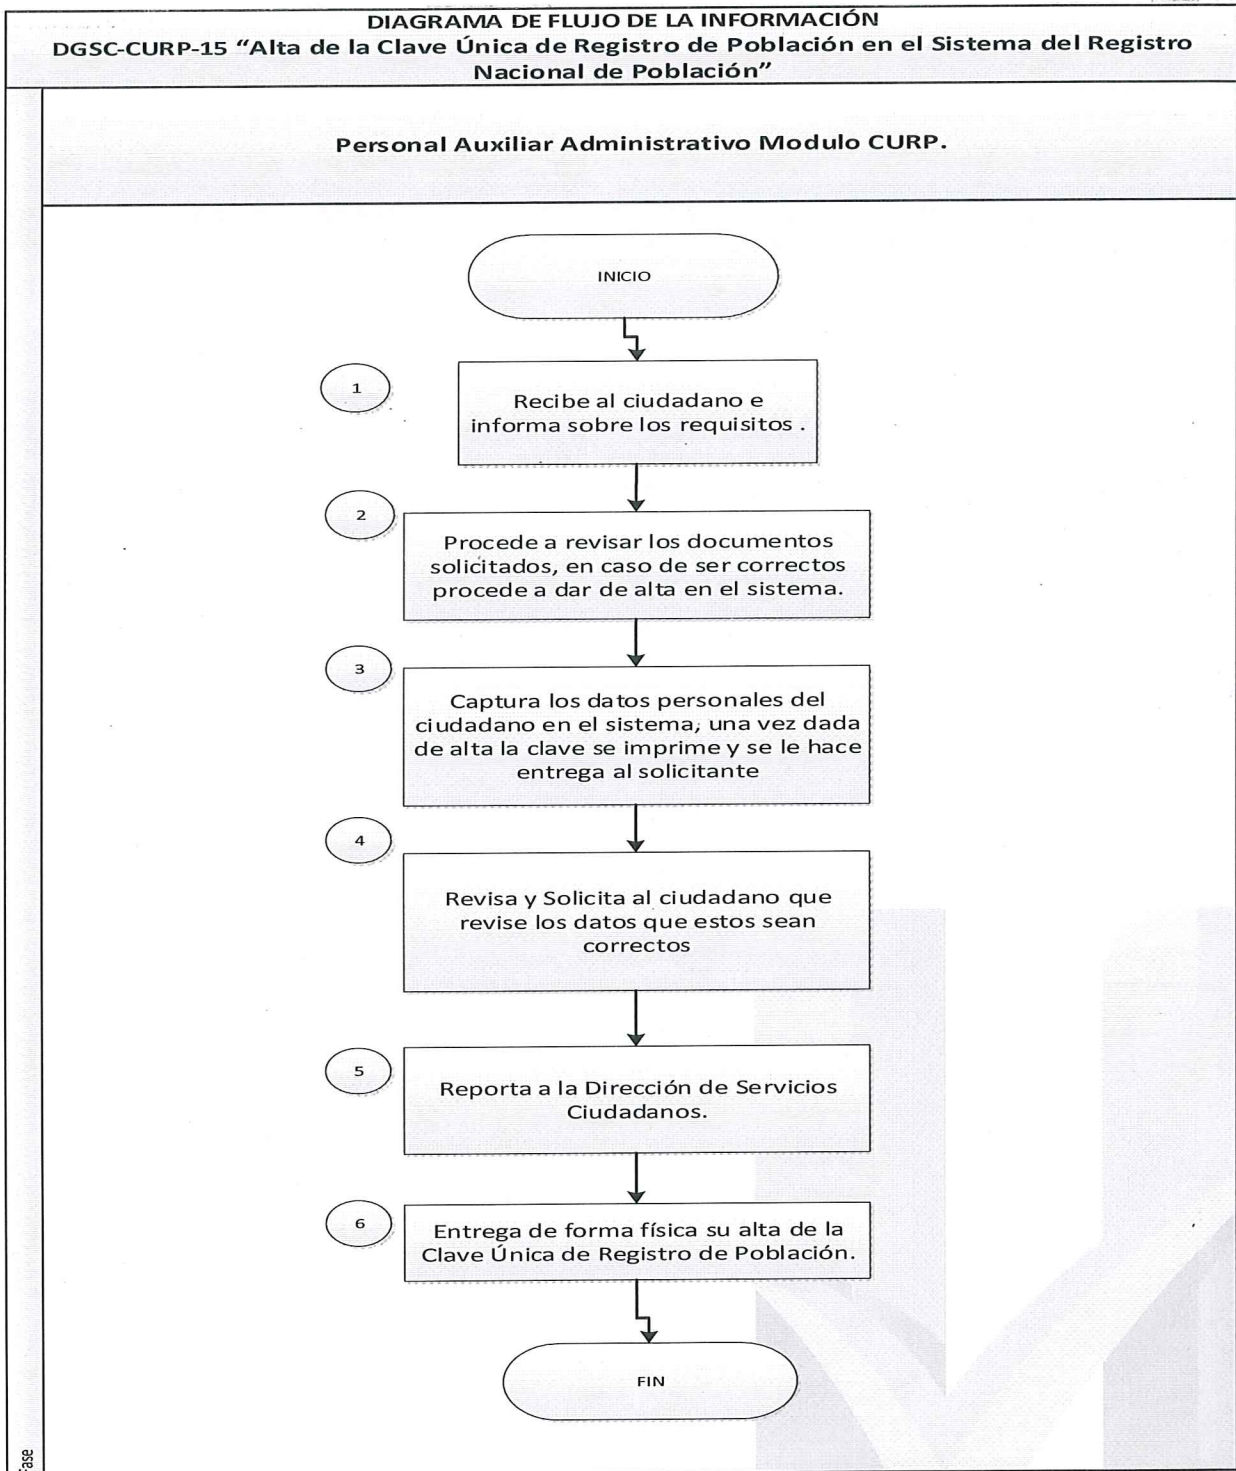 DIAGRAMA DE FLUJO DE LA INFORMACIÓN
DGSC-CURP-15 “Alta de la Clave Única de Registro de Población en el Sistema del Registro
Nacional de Población”
Personal Auxiliar Administrativo Modulo CURP.
INICIO
1
Recibe al ciudadano e
informa sobre los requisitos .
2
Procede a revisar los documentos
solicitados, en caso de ser correctos
procede a dar de alta en el sistema.
3
Captura los datos personales del
ciudadano en el sistema, una vez dada
de alta la clave se imprime y se le hace
entrega al solicitante
4
Revisa y Solicita al ciudadano que
revise los datos que estos sean
correctos
5
Reporta a la Dirección de Servicios
Ciudadanos.
6
Entrega de forma física su alta de la
Clave Única de Registro de Población.
FIN